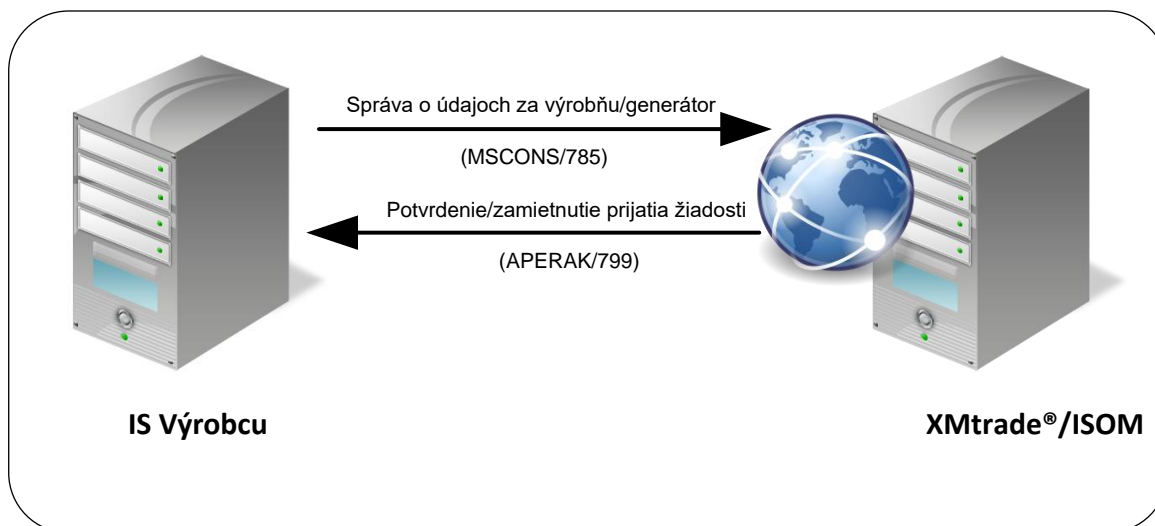 Správa o údajoch za výrobňu/generátor
(MSCONS/785)
Potvrdenie/zamietnutie prijatia žiadosti
(APERAK/799)
IS Výrobcu
XMtrade®/ISOM